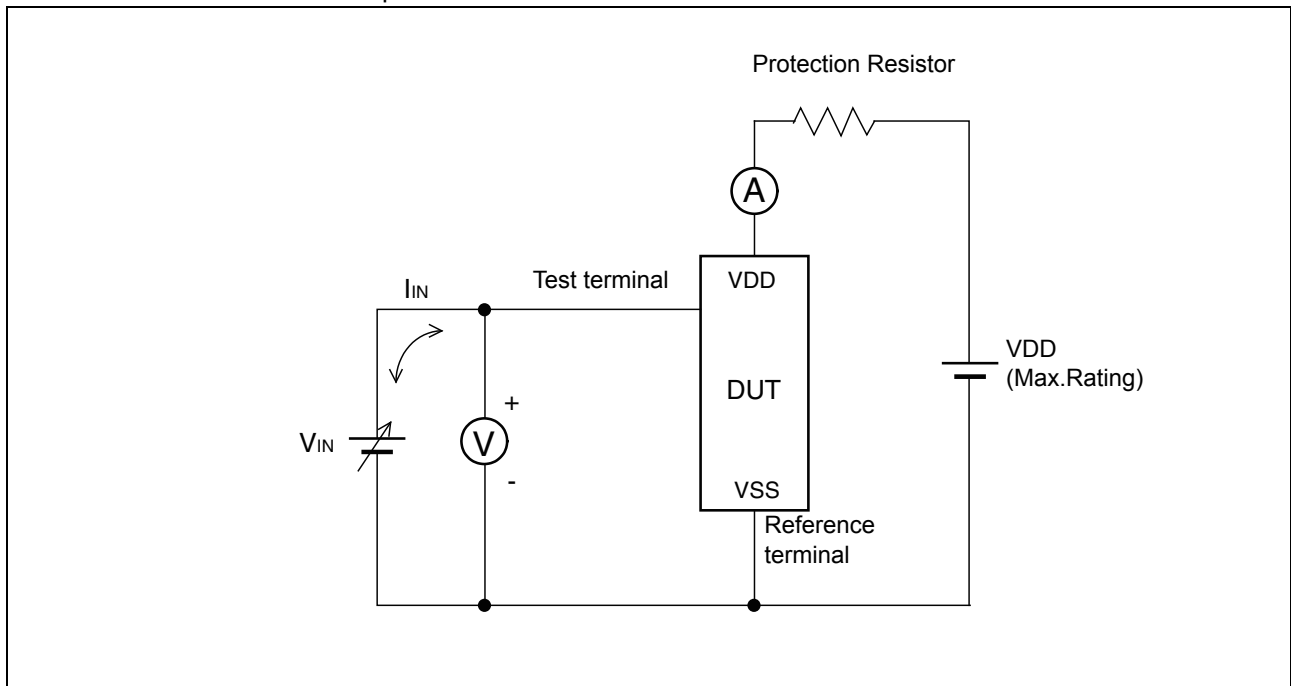 Protection Resistor
A
IIN
Test terminal
VDD
VDD
(Max.Rating)
DUT
+
VIN
V
-
VSS
Reference
terminal